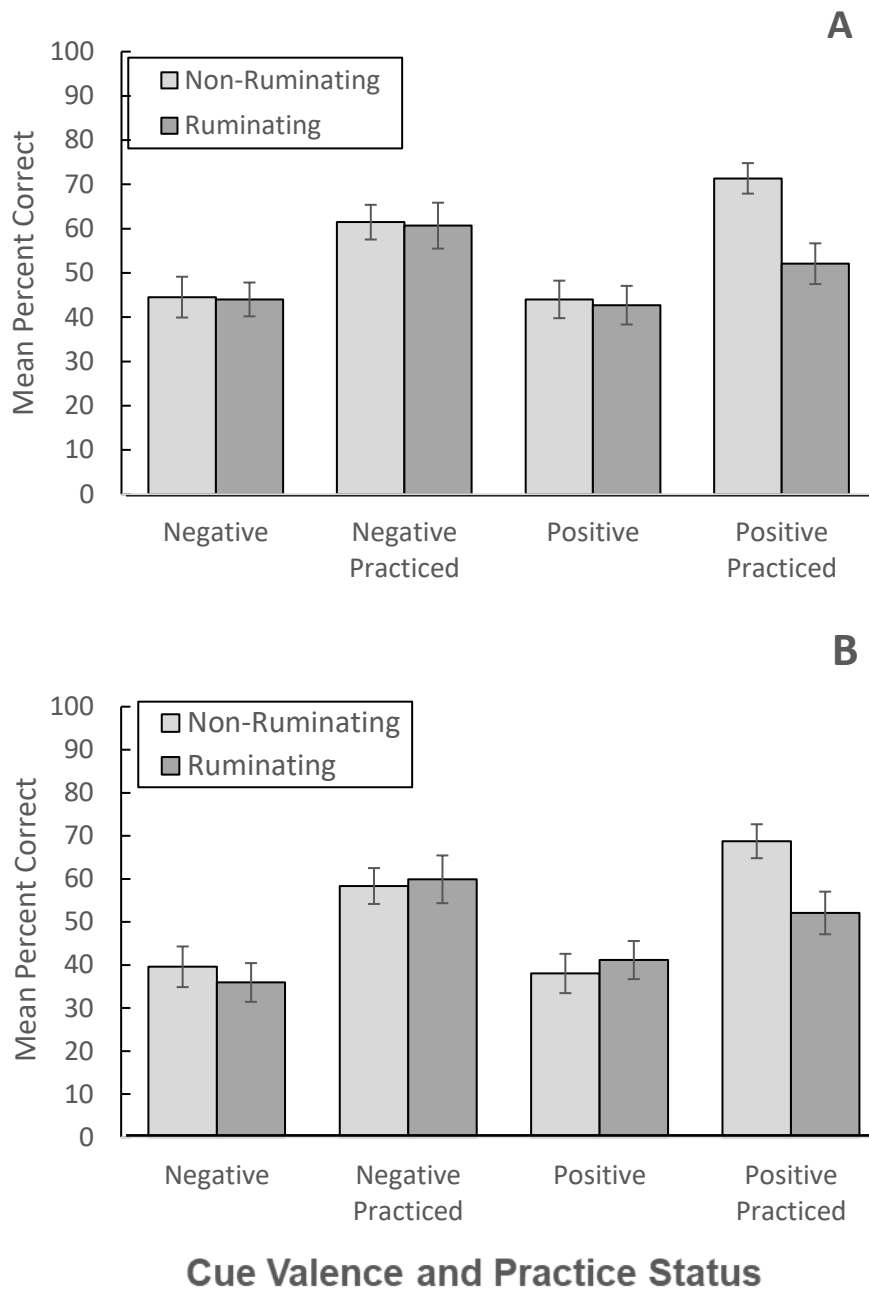 A
100
90
80
70
60
50
40
30
20
10
0
Mean Percent Correct
Non-Ruminating
Ruminating
Negative
Negative
Practiced
Positive
Positive
Practiced
B
100
90
80
70
60
50
40
30
20
10
0
Mean Percent Correct
Non-Ruminating
Ruminating
Negative
Negative
Practiced
Positive
Positive
Practiced
Cue Valence and Practice Status